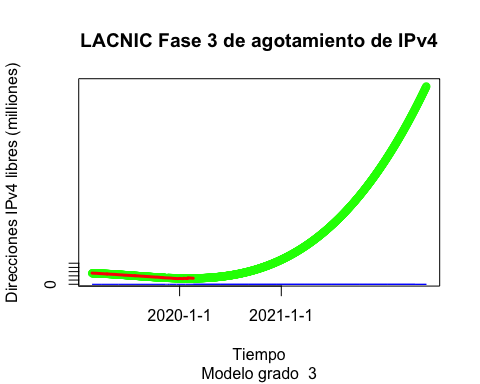 LACNIC Fase 3 de agotamiento de IPv4
Direcciones IPv4 libres (milliones)
0
2020-1-1
2021-1-1
Tiempo
Modelo grado 3